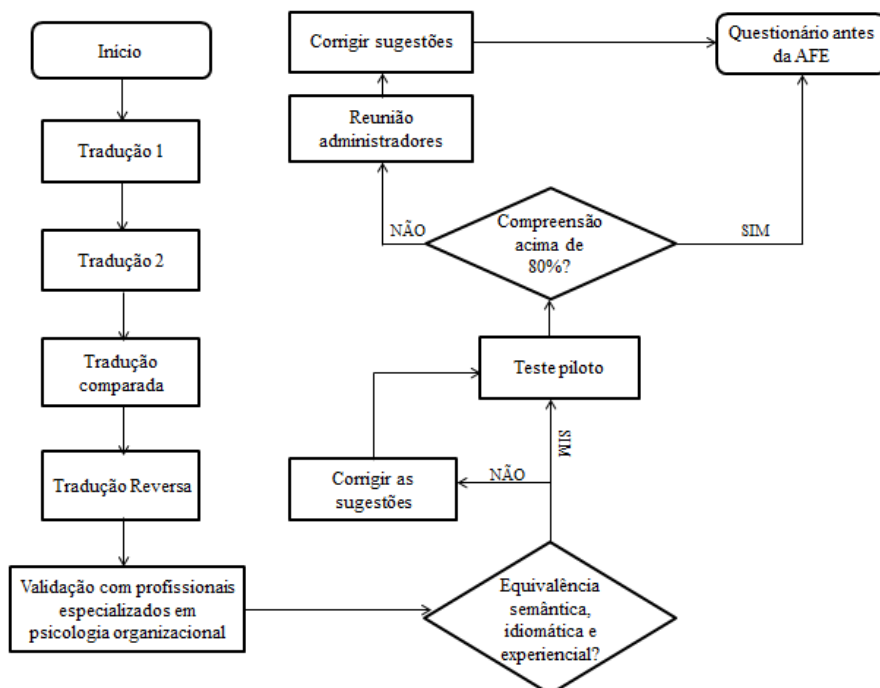 Início
Tradução 1
Tradução 2
Tradução
comparada
Tradução Reversa
Validação com profissionais
especializados em
psicologia organizacional
Equivalência
semântica,
idiomática e
experiencial?
NÃO
SIM
Corrigir as
sugestões
Teste piloto
Compreensão
acima de
80%?
NÃO
SIM
Reunião
administradores
Corrigir sugestões
Questionário antes
da AFE